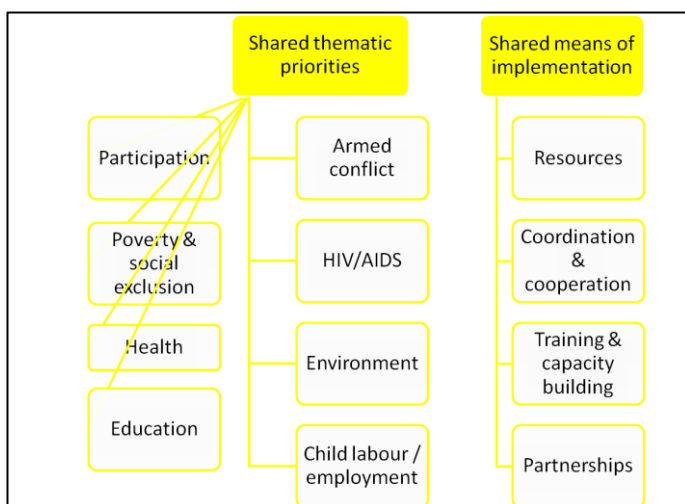 Shared thematic
priorities
Participation
Poverty &
social
exclusion
Health
Education
Armed
conflict
HIV/AIDS
Environment
Child labour /
employment
Shared means of
implementation
Resources
Coordination
&
cooperation
Training &
capacity
building
Partnerships